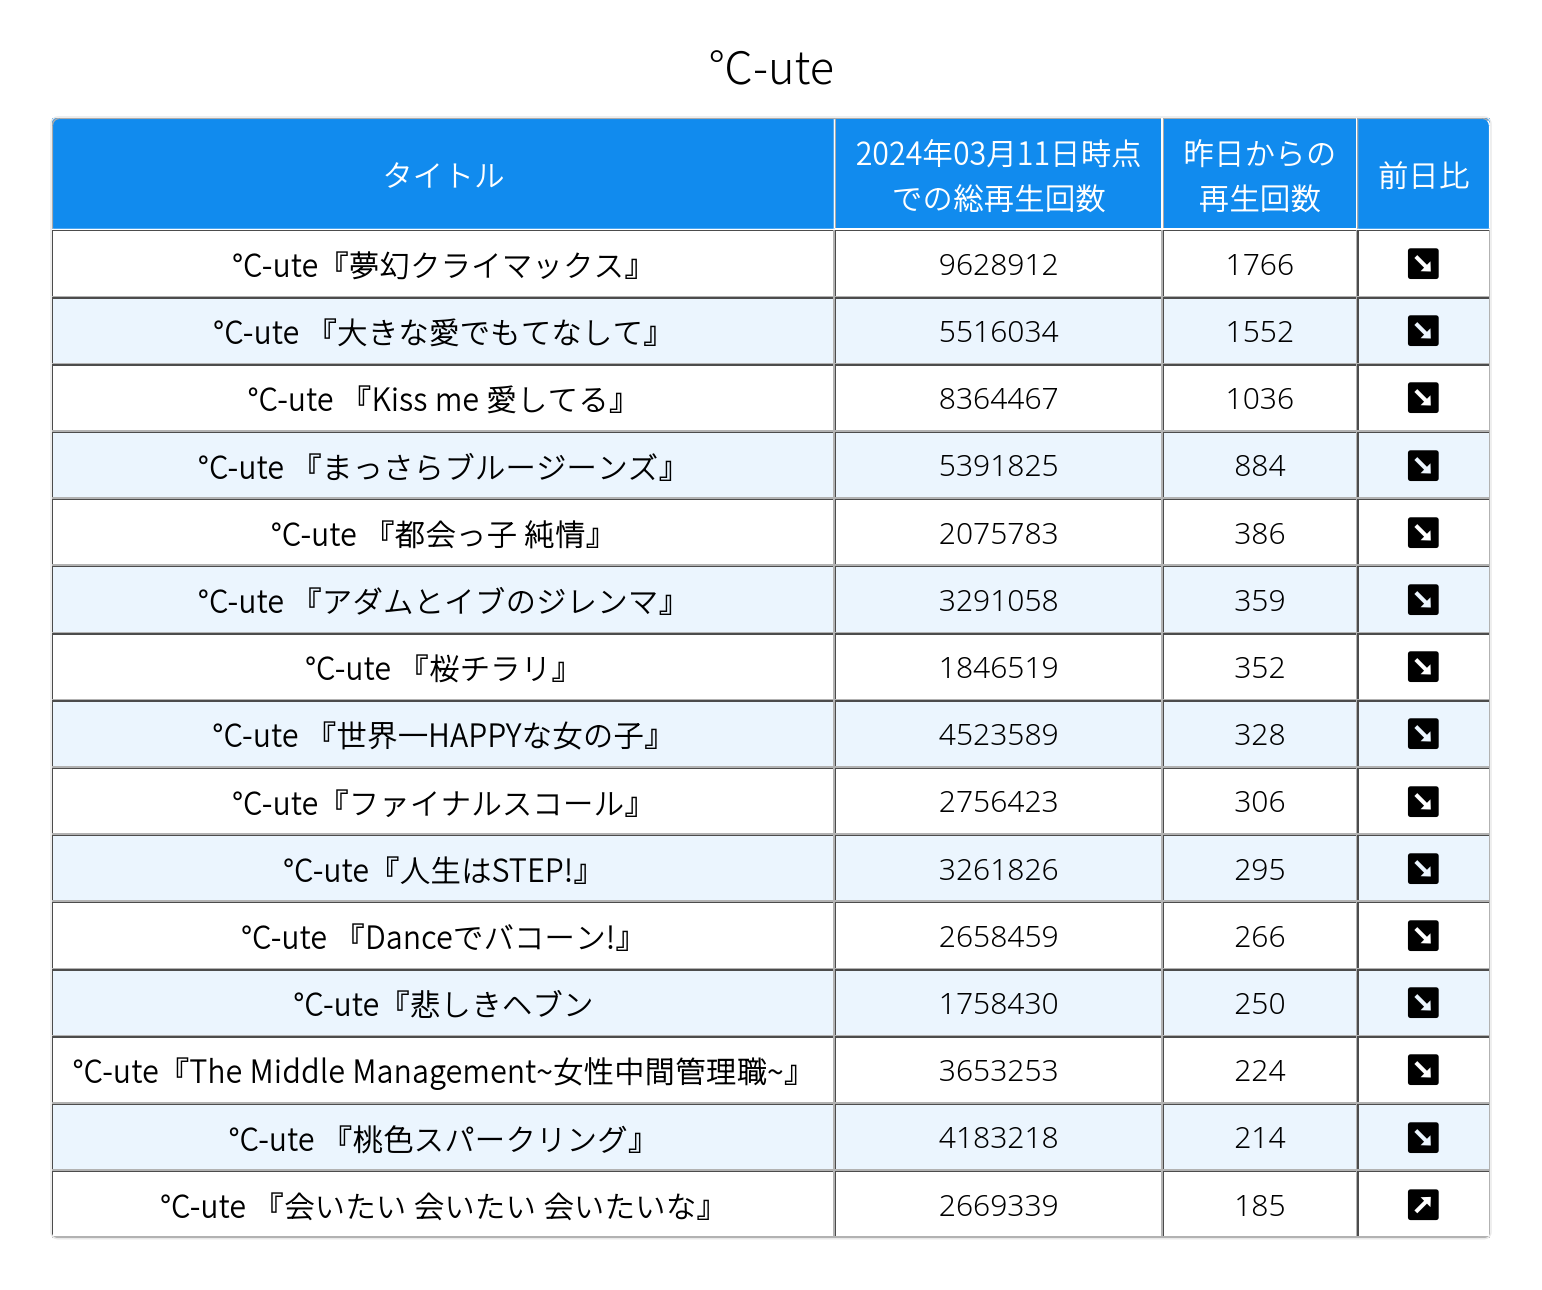 ℃-ute
タイトル
2024年03月11日時点
での総再生回数
昨日からの
再生回数
前日比
℃-ute『夢幻クライマックス』 9628912 1766
℃-ute 『大きな愛でもてなして』 5516034 1552
℃-ute 『Kiss me 愛してる』 8364467 1036
℃-ute 『まっさらブルージーンズ』 5391825 884
℃-ute 『都会っ子 純情』 2075783 386
℃-ute 『アダムとイブのジレンマ』 3291058 359
℃-ute 『桜チラリ』 1846519 352
℃-ute 『世界一HAPPYな女の子』 4523589 328
℃-ute『ファイナルスコール』 2756423 306
℃-ute『人生はSTEP!』 3261826 295
℃-ute 『Danceでバコーン!』 2658459 266
℃-ute『悲しきヘブン 1758430 250
℃-ute『The Middle Management~女性中間管理職~』 3653253 224
℃-ute 『桃色スパークリング』 4183218 214
℃-ute 『会いたい 会いたい 会いたいな』 2669339 185